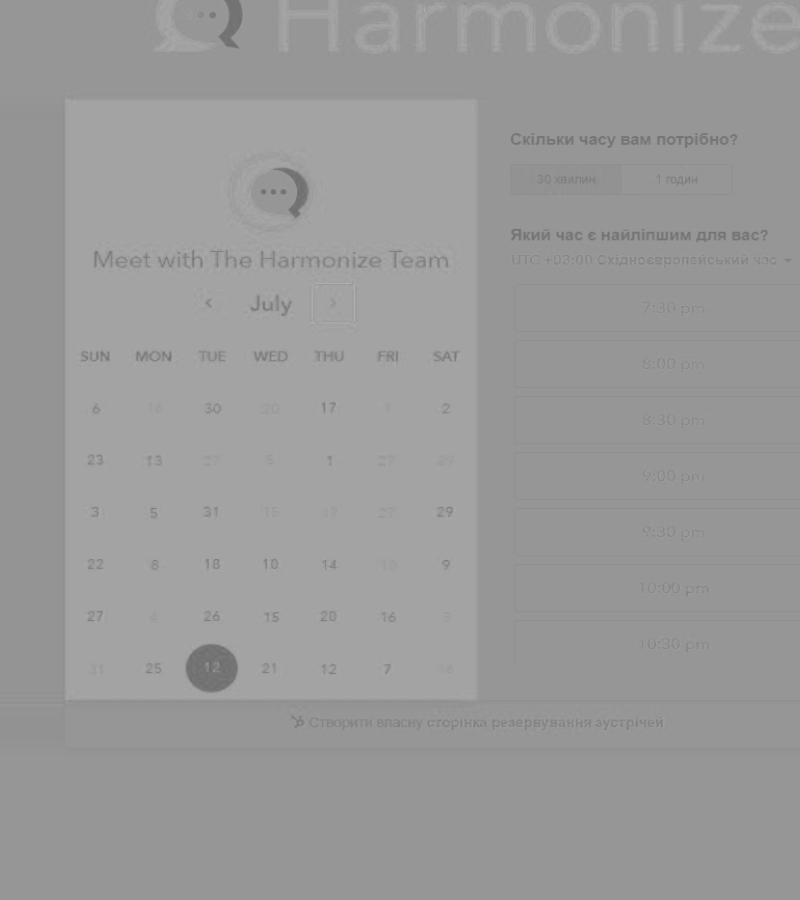 Harmonize
Meet with The Harmonize Team
July
SUN MON TUE WED THU FRI SAT
6 16 30 20 17 1 2
23 13 27 5 1 27 29
3 5 31 15 17 27 29
22 8 18 10 14 10 9
27 4 26 15 20 16 3
31 25 12 21 12 7 16
Скільки часу вам потрібно?
30 хвилин 1 годин
Який час є найліпшим для вас?
UTC +03:00 Східноєвропейський час
7:30 pm
8:00 pm
8:30 pm
9:00 pm
9:30 pm
10:00 pm
10:30 pm
Створити власну сторінка резервування зустрічей